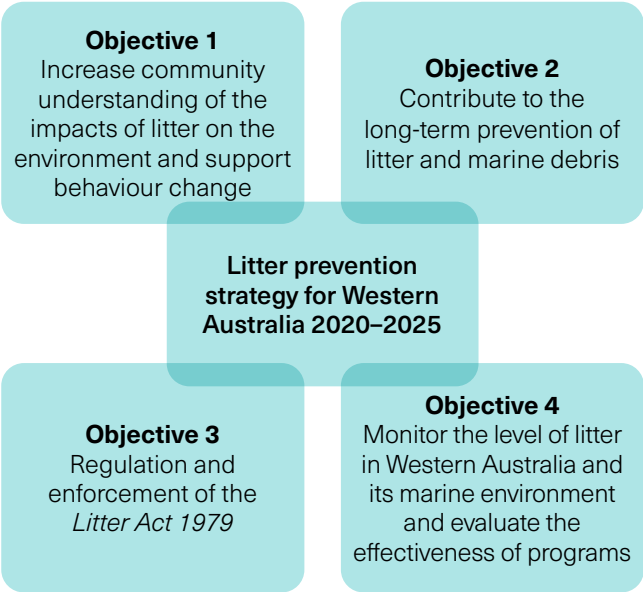 Objective 1
Increase community
understanding of the
impacts of litter on the
environment and support
behaviour change
Objective 2
Contribute to the
long-term prevention of
litter and marine debris
Litter prevention
strategy for Western
Australia 2020–2025
Objective 3
Regulation and
enforcement of the
Litter Act 1979
Objective 4
Monitor the level of litter
in Western Australia and
its marine environment
and evaluate the
effectiveness of programs